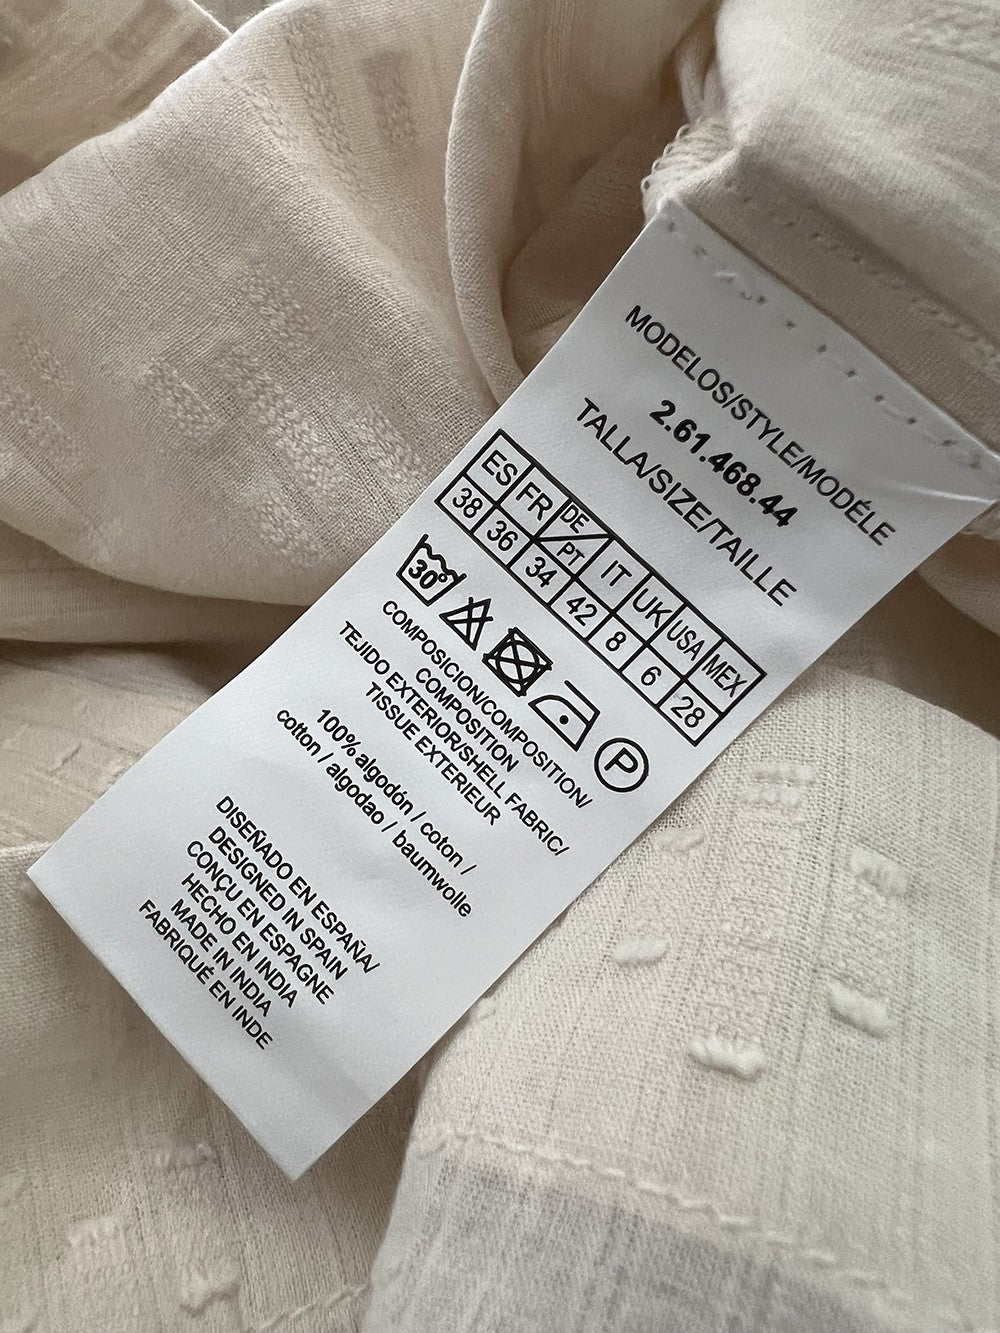 MODELOS/STYLE/MODÉLE
2.61.468.44
TALLA/SIZE/TAILLE
ES FR DE/PT IT UK USA MEX
38 36 34 42 8 6 28
30°
P
COMPOSICION/COMPOSITION/
COMPOSITION
TEJIDO EXTERIOR/SHELL FABRIC/
TISSUE EXTERIEUR
100% algodón / coton /
cotton / algodao / baumwolle
DISEÑADO EN ESPAÑA/
DESIGNED IN SPAIN
CONÇU EN ESPAGNE
HECHO EN INDIA
MADE IN INDIA
FABRIQUÉ EN INDE